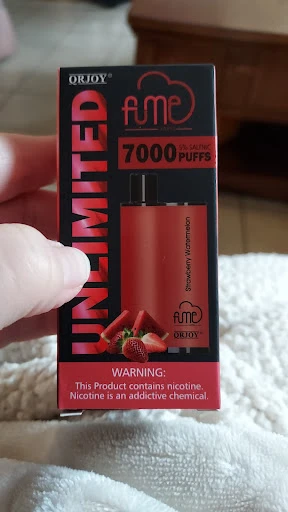 QRJOY®
UNLIMITED
fume
7000 5% SALTNIC PUFFS
Strawberry Watermelon
fume
QRJOY®
WARNING:
This Product contains nicotine.
Nicotine is an addictive chemical.